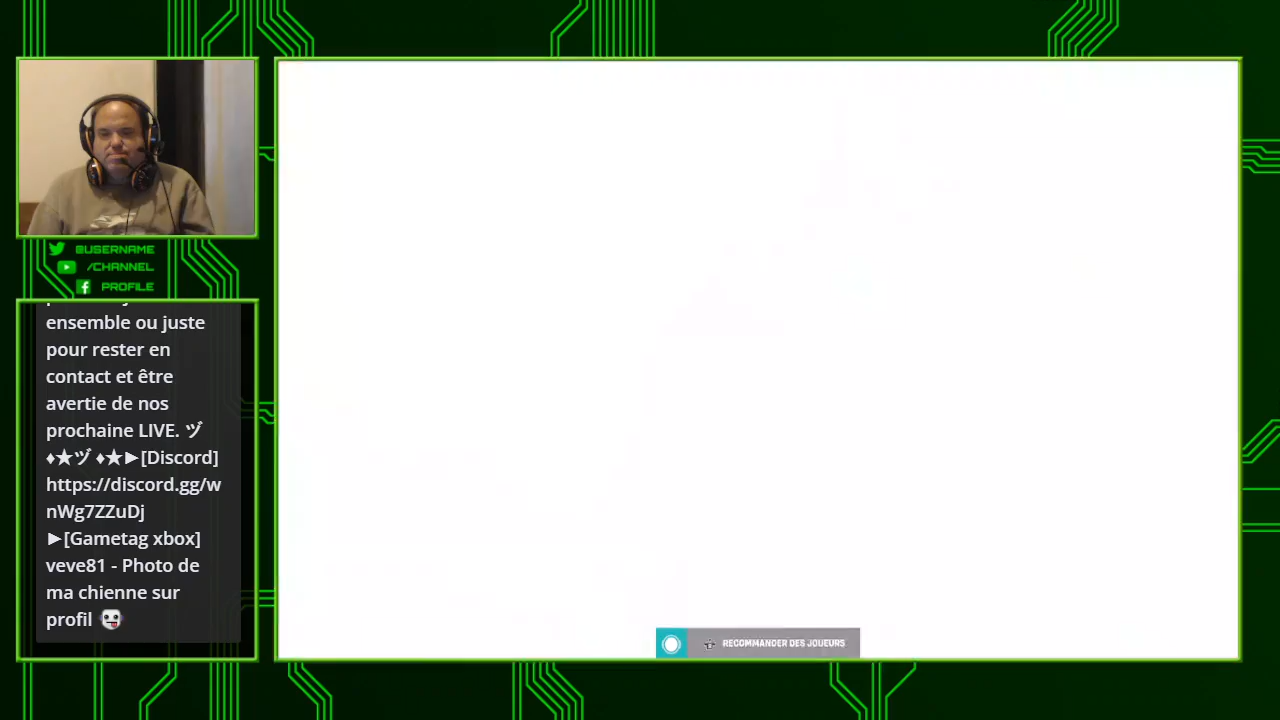 @USERNAME
/CHANNEL
PROFILE
ensemble ou juste
pour rester en
contact et être
avertie de nos
prochaine LIVE. ヅ
♦★ヅ ♦★►[Discord]
https://discord.gg/w
nWg7ZZuDj
►[Gametag xbox]
veve81 - Photo de
ma chienne sur
profil
RECOMMANDER DES JOUEURS